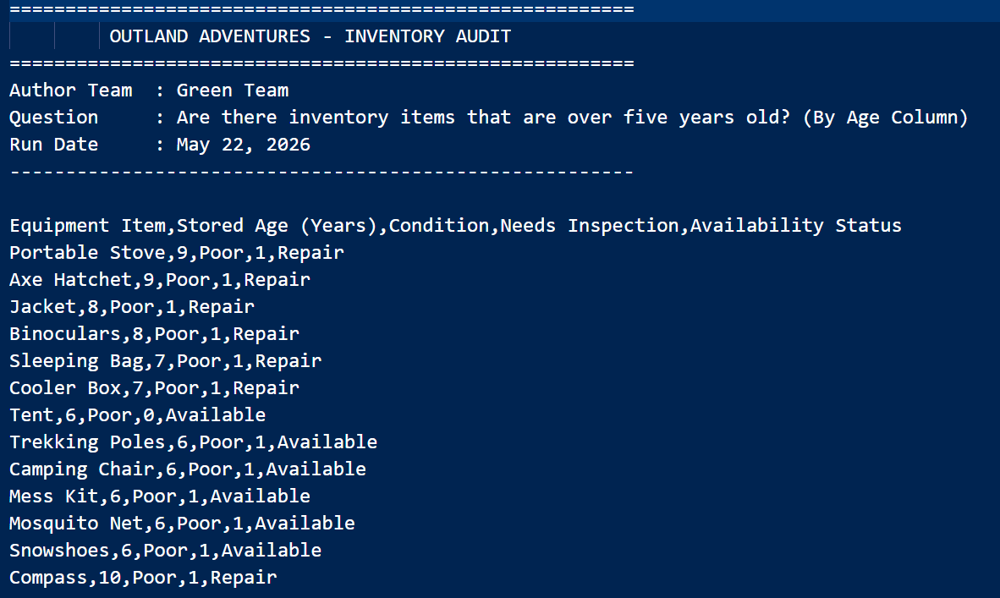 ========================================================
OUTLAND ADVENTURES - INVENTORY AUDIT
========================================================
Author Team  : Green Team
Question     : Are there inventory items that are over five years old? (By Age Column)
Run Date     : May 22, 2026
--------------------------------------------------------
Equipment Item,Stored Age (Years),Condition,Needs Inspection,Availability Status
Portable Stove,9,Poor,1,Repair
Axe Hatchet,9,Poor,1,Repair
Jacket,8,Poor,1,Repair
Binoculars,8,Poor,1,Repair
Sleeping Bag,7,Poor,1,Repair
Cooler Box,7,Poor,1,Repair
Tent,6,Poor,0,Available
Trekking Poles,6,Poor,1,Available
Camping Chair,6,Poor,1,Available
Mess Kit,6,Poor,1,Available
Mosquito Net,6,Poor,1,Available
Snowshoes,6,Poor,1,Available
Compass,10,Poor,1,Repair